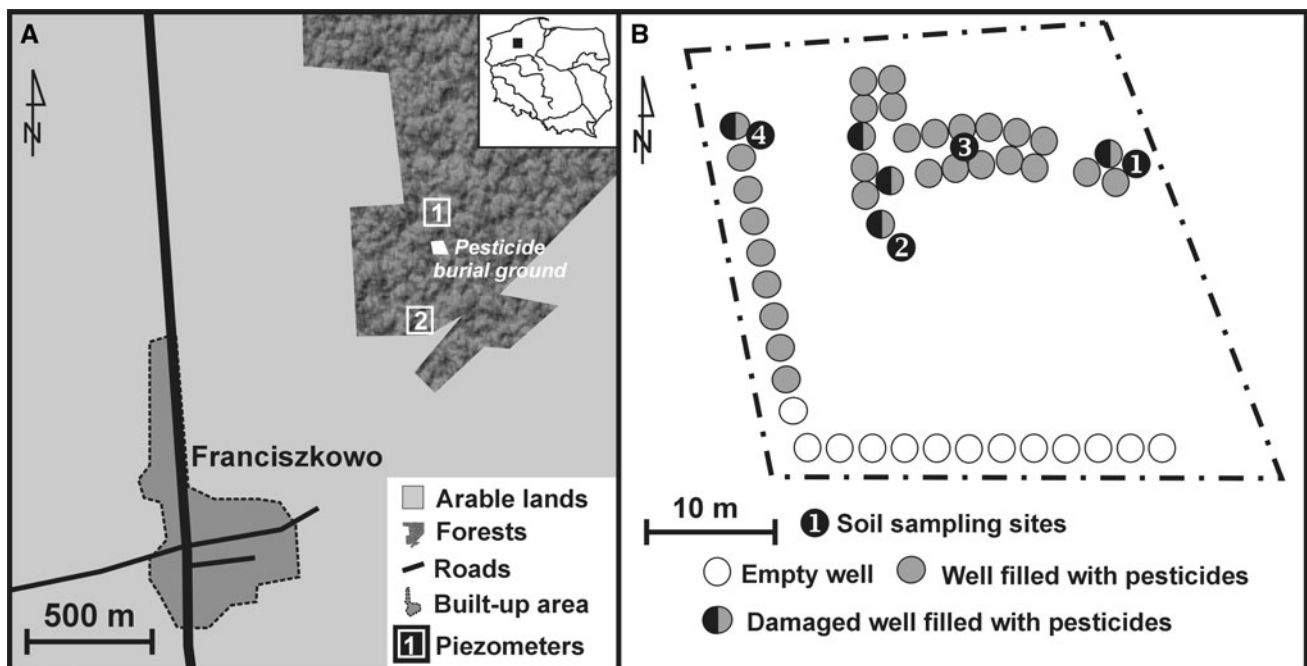 A
N
1
Pesticide
burial ground
2
Franciszkowo
Arable lands
Forests
Roads
Built-up area
1 Piezometers
500 m
B
N
4
3
1
2
10 m
1 Soil sampling sites
Empty well
Well filled with pesticides
Damaged well filled with pesticides